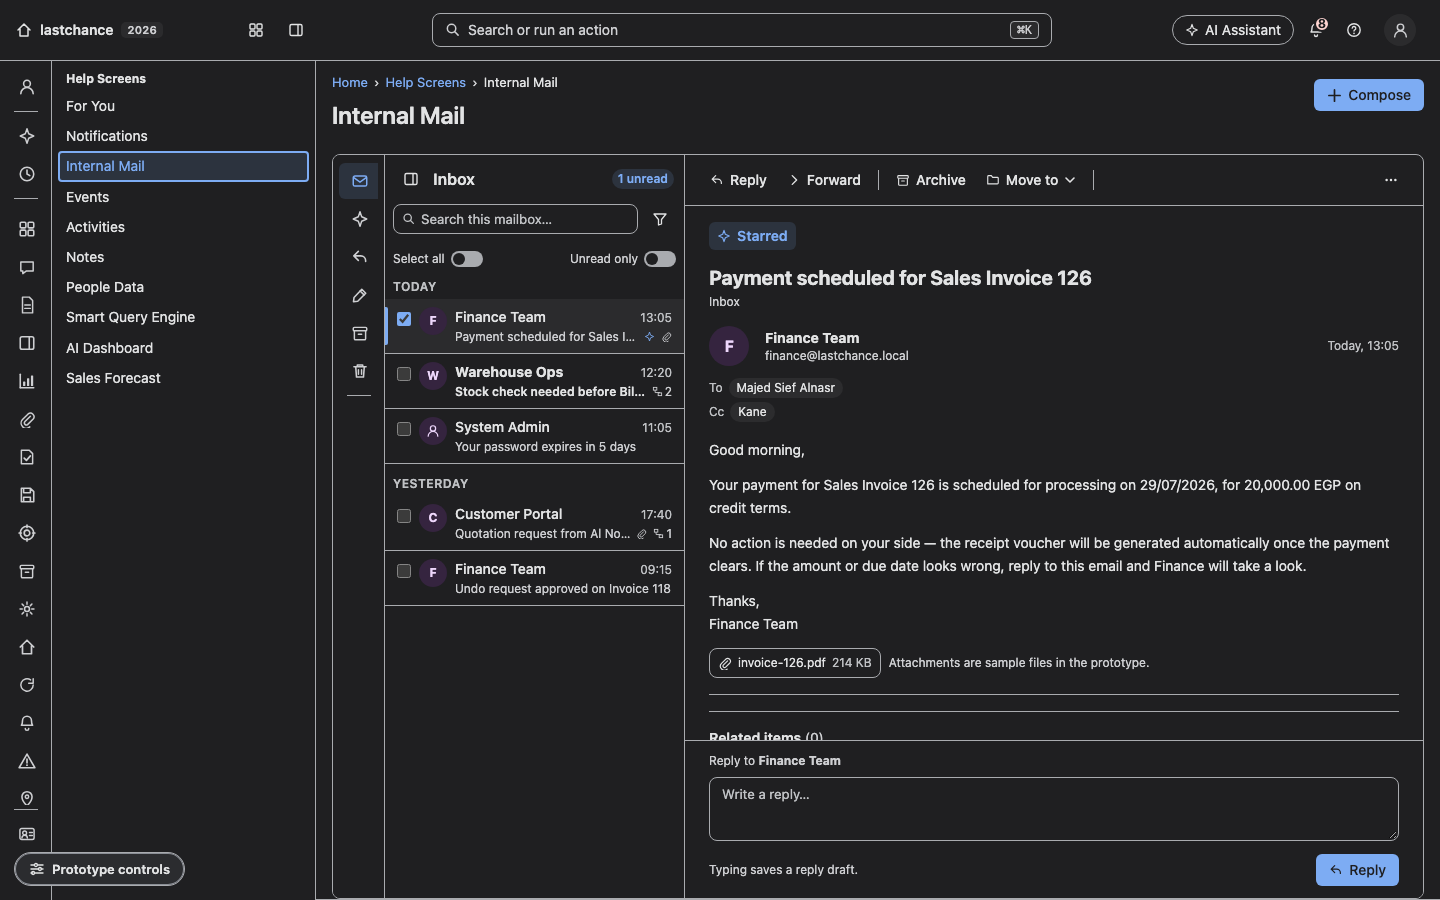 lastchance 2026
Search or run an action
⌘K
AI Assistant
8
Help Screens
For You
Notifications
Internal Mail
Events
Activities
Notes
People Data
Smart Query Engine
AI Dashboard
Sales Forecast
Prototype controls
Home › Help Screens › Internal Mail
Internal Mail
Compose
Inbox
1 unread
Search this mailbox...
Select all
Unread only
TODAY
F
Finance Team 13:05
Payment scheduled for Sales I...
W
Warehouse Ops 12:20
Stock check needed before Bil... 2
System Admin 11:05
Your password expires in 5 days
YESTERDAY
C
Customer Portal 17:40
Quotation request from Al No... 1
F
Finance Team 09:15
Undo request approved on Invoice 118
Reply
Forward
Archive
Move to
Starred
Payment scheduled for Sales Invoice 126
Inbox
F
Finance Team
finance@lastchance.local
Today, 13:05
To Majed Sief Alnasr
Cc Kane
Good morning,
Your payment for Sales Invoice 126 is scheduled for processing on 29/07/2026, for 20,000.00 EGP on
credit terms.
No action is needed on your side — the receipt voucher will be generated automatically once the payment
clears. If the amount or due date looks wrong, reply to this email and Finance will take a look.
Thanks,
Finance Team
invoice-126.pdf 214 KB
Attachments are sample files in the prototype.
Related items (0)
Reply to Finance Team
Write a reply...
Typing saves a reply draft.
Reply